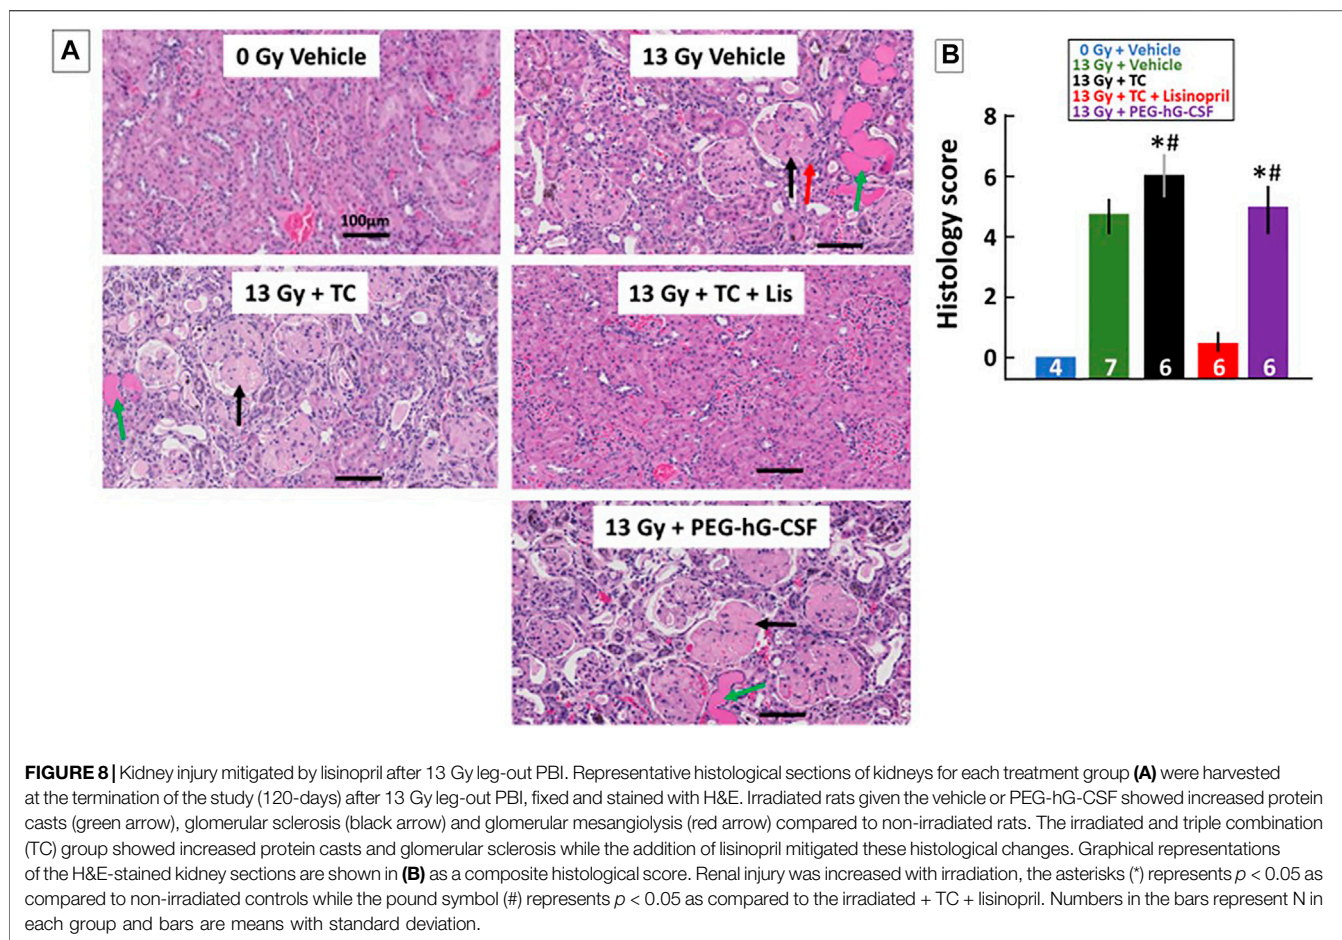 A
0 Gy Vehicle
100µm
13 Gy Vehicle
13 Gy + TC
13 Gy + TC + Lis
13 Gy + PEG-hG-CSF
B
0 Gy + Vehicle
13 Gy + Vehicle
13 Gy + TC
13 Gy + TC + Lisinopril
13 Gy + PEG-hG-CSF
Histology score
8
6
4
2
0
*#
*#
4
7
6
6
6
FIGURE 8 | Kidney injury mitigated by lisinopril after 13 Gy leg-out PBI. Representative histological sections of kidneys for each treatment group (A) were harvested
at the termination of the study (120-days) after 13 Gy leg-out PBI, fixed and stained with H&E. Irradiated rats given the vehicle or PEG-hG-CSF showed increased protein
casts (green arrow), glomerular sclerosis (black arrow) and glomerular mesangiolysis (red arrow) compared to non-irradiated rats. The irradiated and triple combination
(TC) group showed increased protein casts and glomerular sclerosis while the addition of lisinopril mitigated these histological changes. Graphical representations
of the H&E-stained kidney sections are shown in (B) as a composite histological score. Renal injury was increased with irradiation, the asterisks (*) represents p < 0.05 as
compared to non-irradiated controls while the pound symbol (#) represents p < 0.05 as compared to the irradiated + TC + lisinopril. Numbers in the bars represent N in
each group and bars are means with standard deviation.